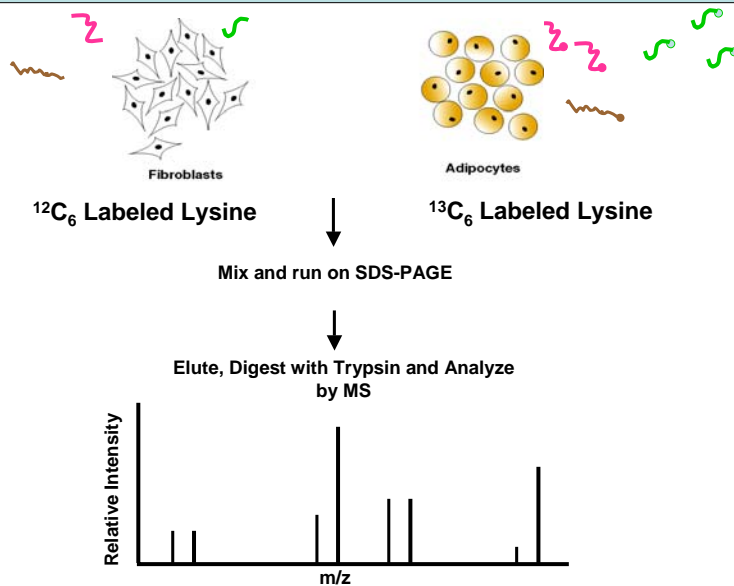 Fibroblasts
Adipocytes
¹²C₆ Labeled Lysine
¹³C₆ Labeled Lysine
Mix and run on SDS-PAGE
Elute, Digest with Trypsin and Analyze
by MS
Relative Intensity
m/z